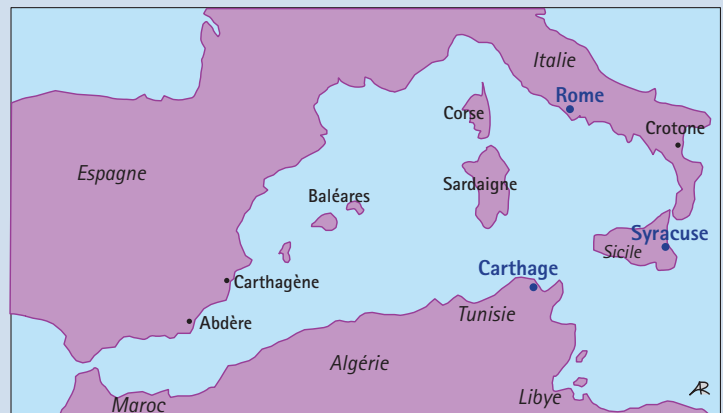 Italie
Rome
Corse
Crotone
Espagne
Sardaigne
Baléares
Syracuse
Sicile
Carthage
Carthagène
Tunisie
Abdère
Algérie
Libye
Maroc
AR